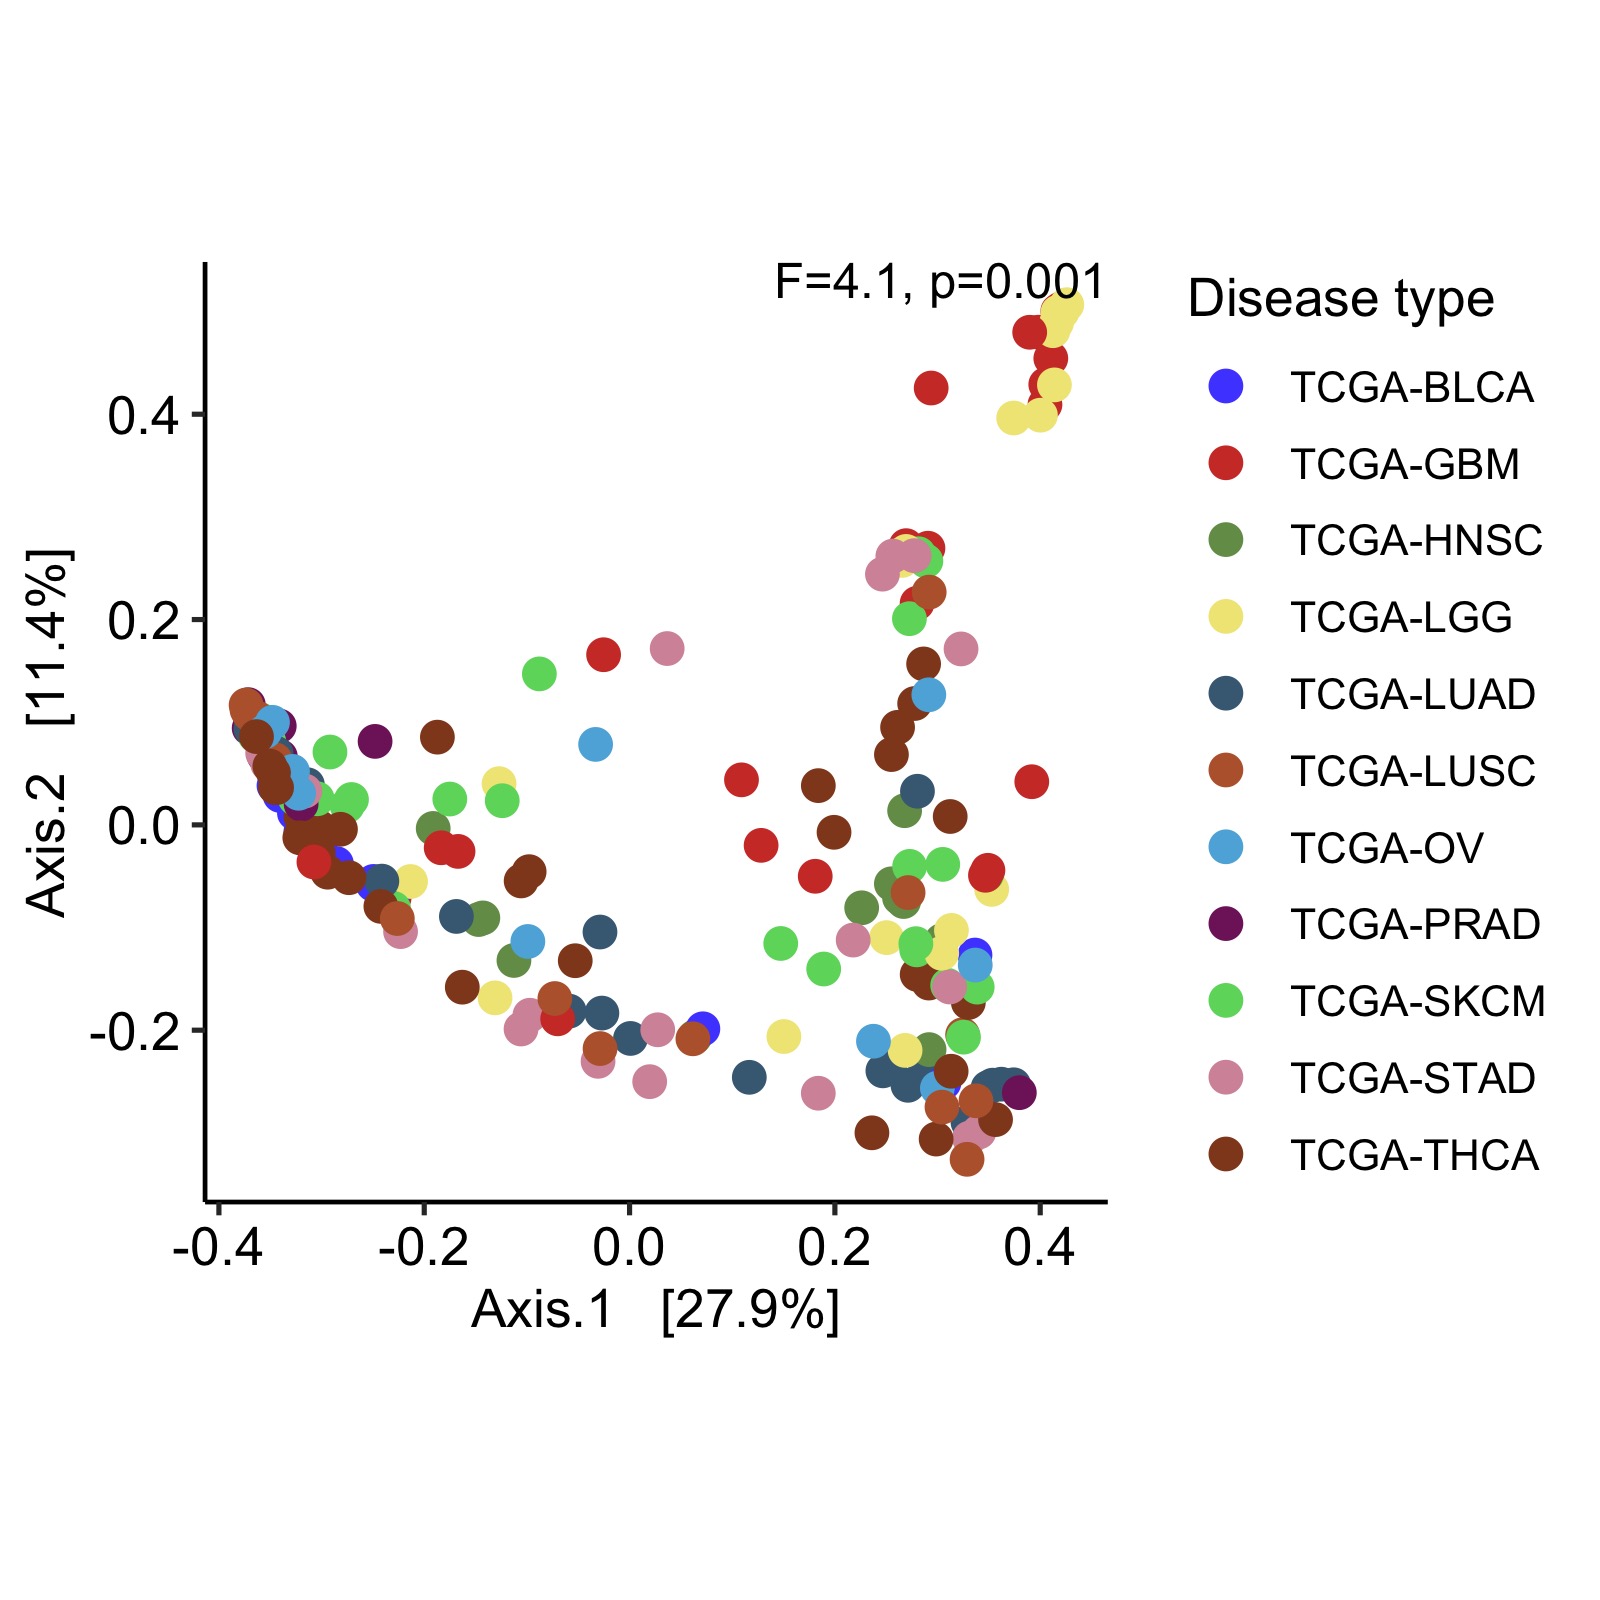 F=4.1, p=0.001
Disease type
TCGA-BLCA
TCGA-GBM
TCGA-HNSC
TCGA-LGG
TCGA-LUAD
TCGA-LUSC
TCGA-OV
TCGA-PRAD
TCGA-SKCM
TCGA-STAD
TCGA-THCA
Axis.2 [11.4%]
0.4
0.2
0.0
-0.2
-0.4 -0.2 0.0 0.2 0.4
Axis.1 [27.9%]